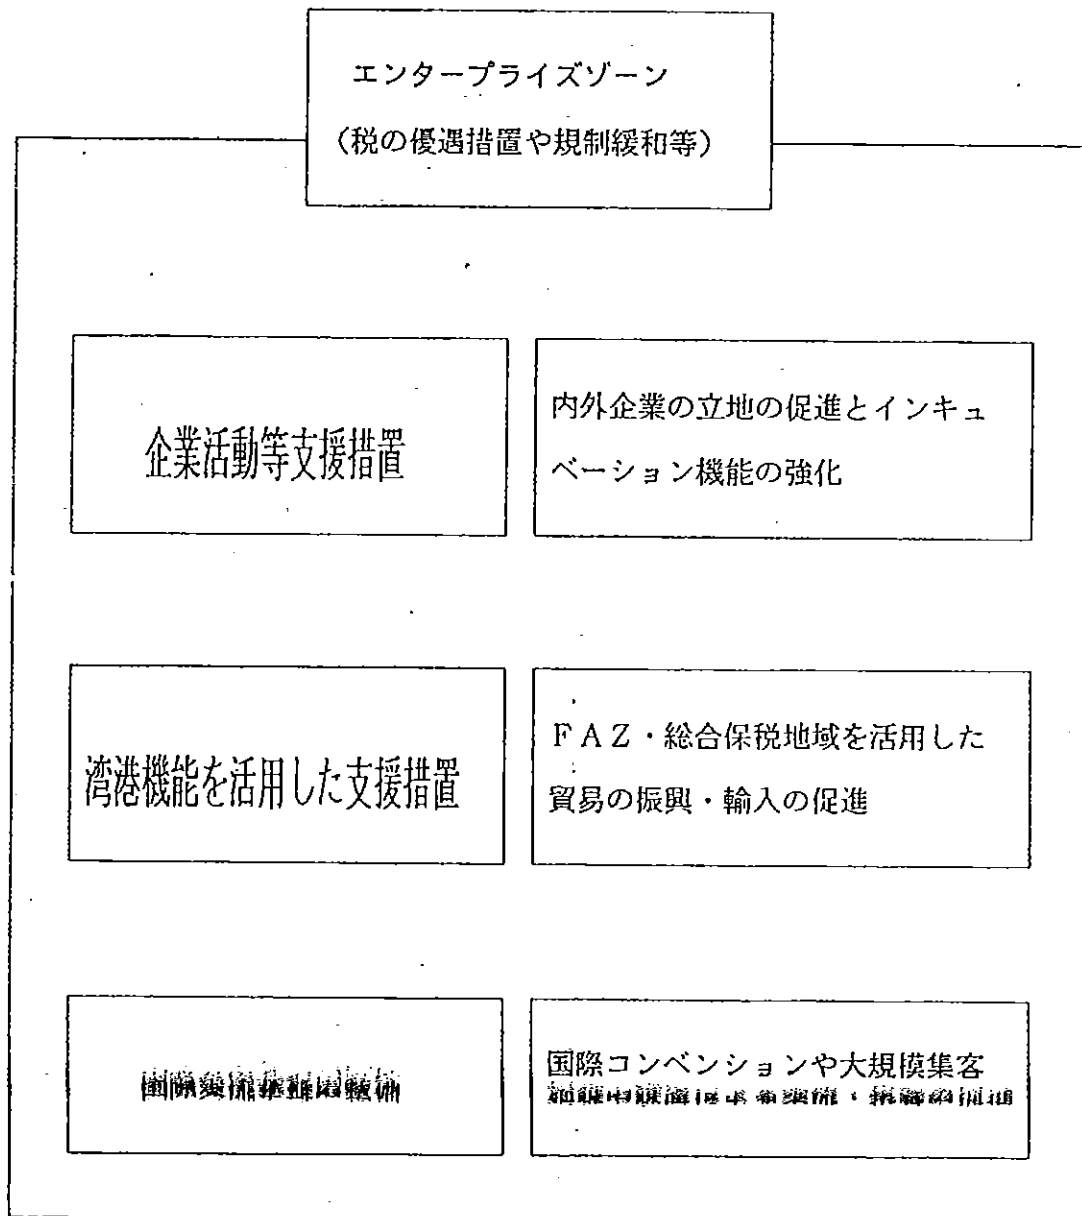 エンタープライズゾーン
（税の優遇措置や規制緩和等）
企業活動等支援措置
内外企業の立地の促進とインキュ
ベーション機能の強化
湾港機能を活用した支援措置
ＦＡＺ・総合保税地域を活用した
貿易の振興・輸入の促進
国際コンベンションや大規模集客